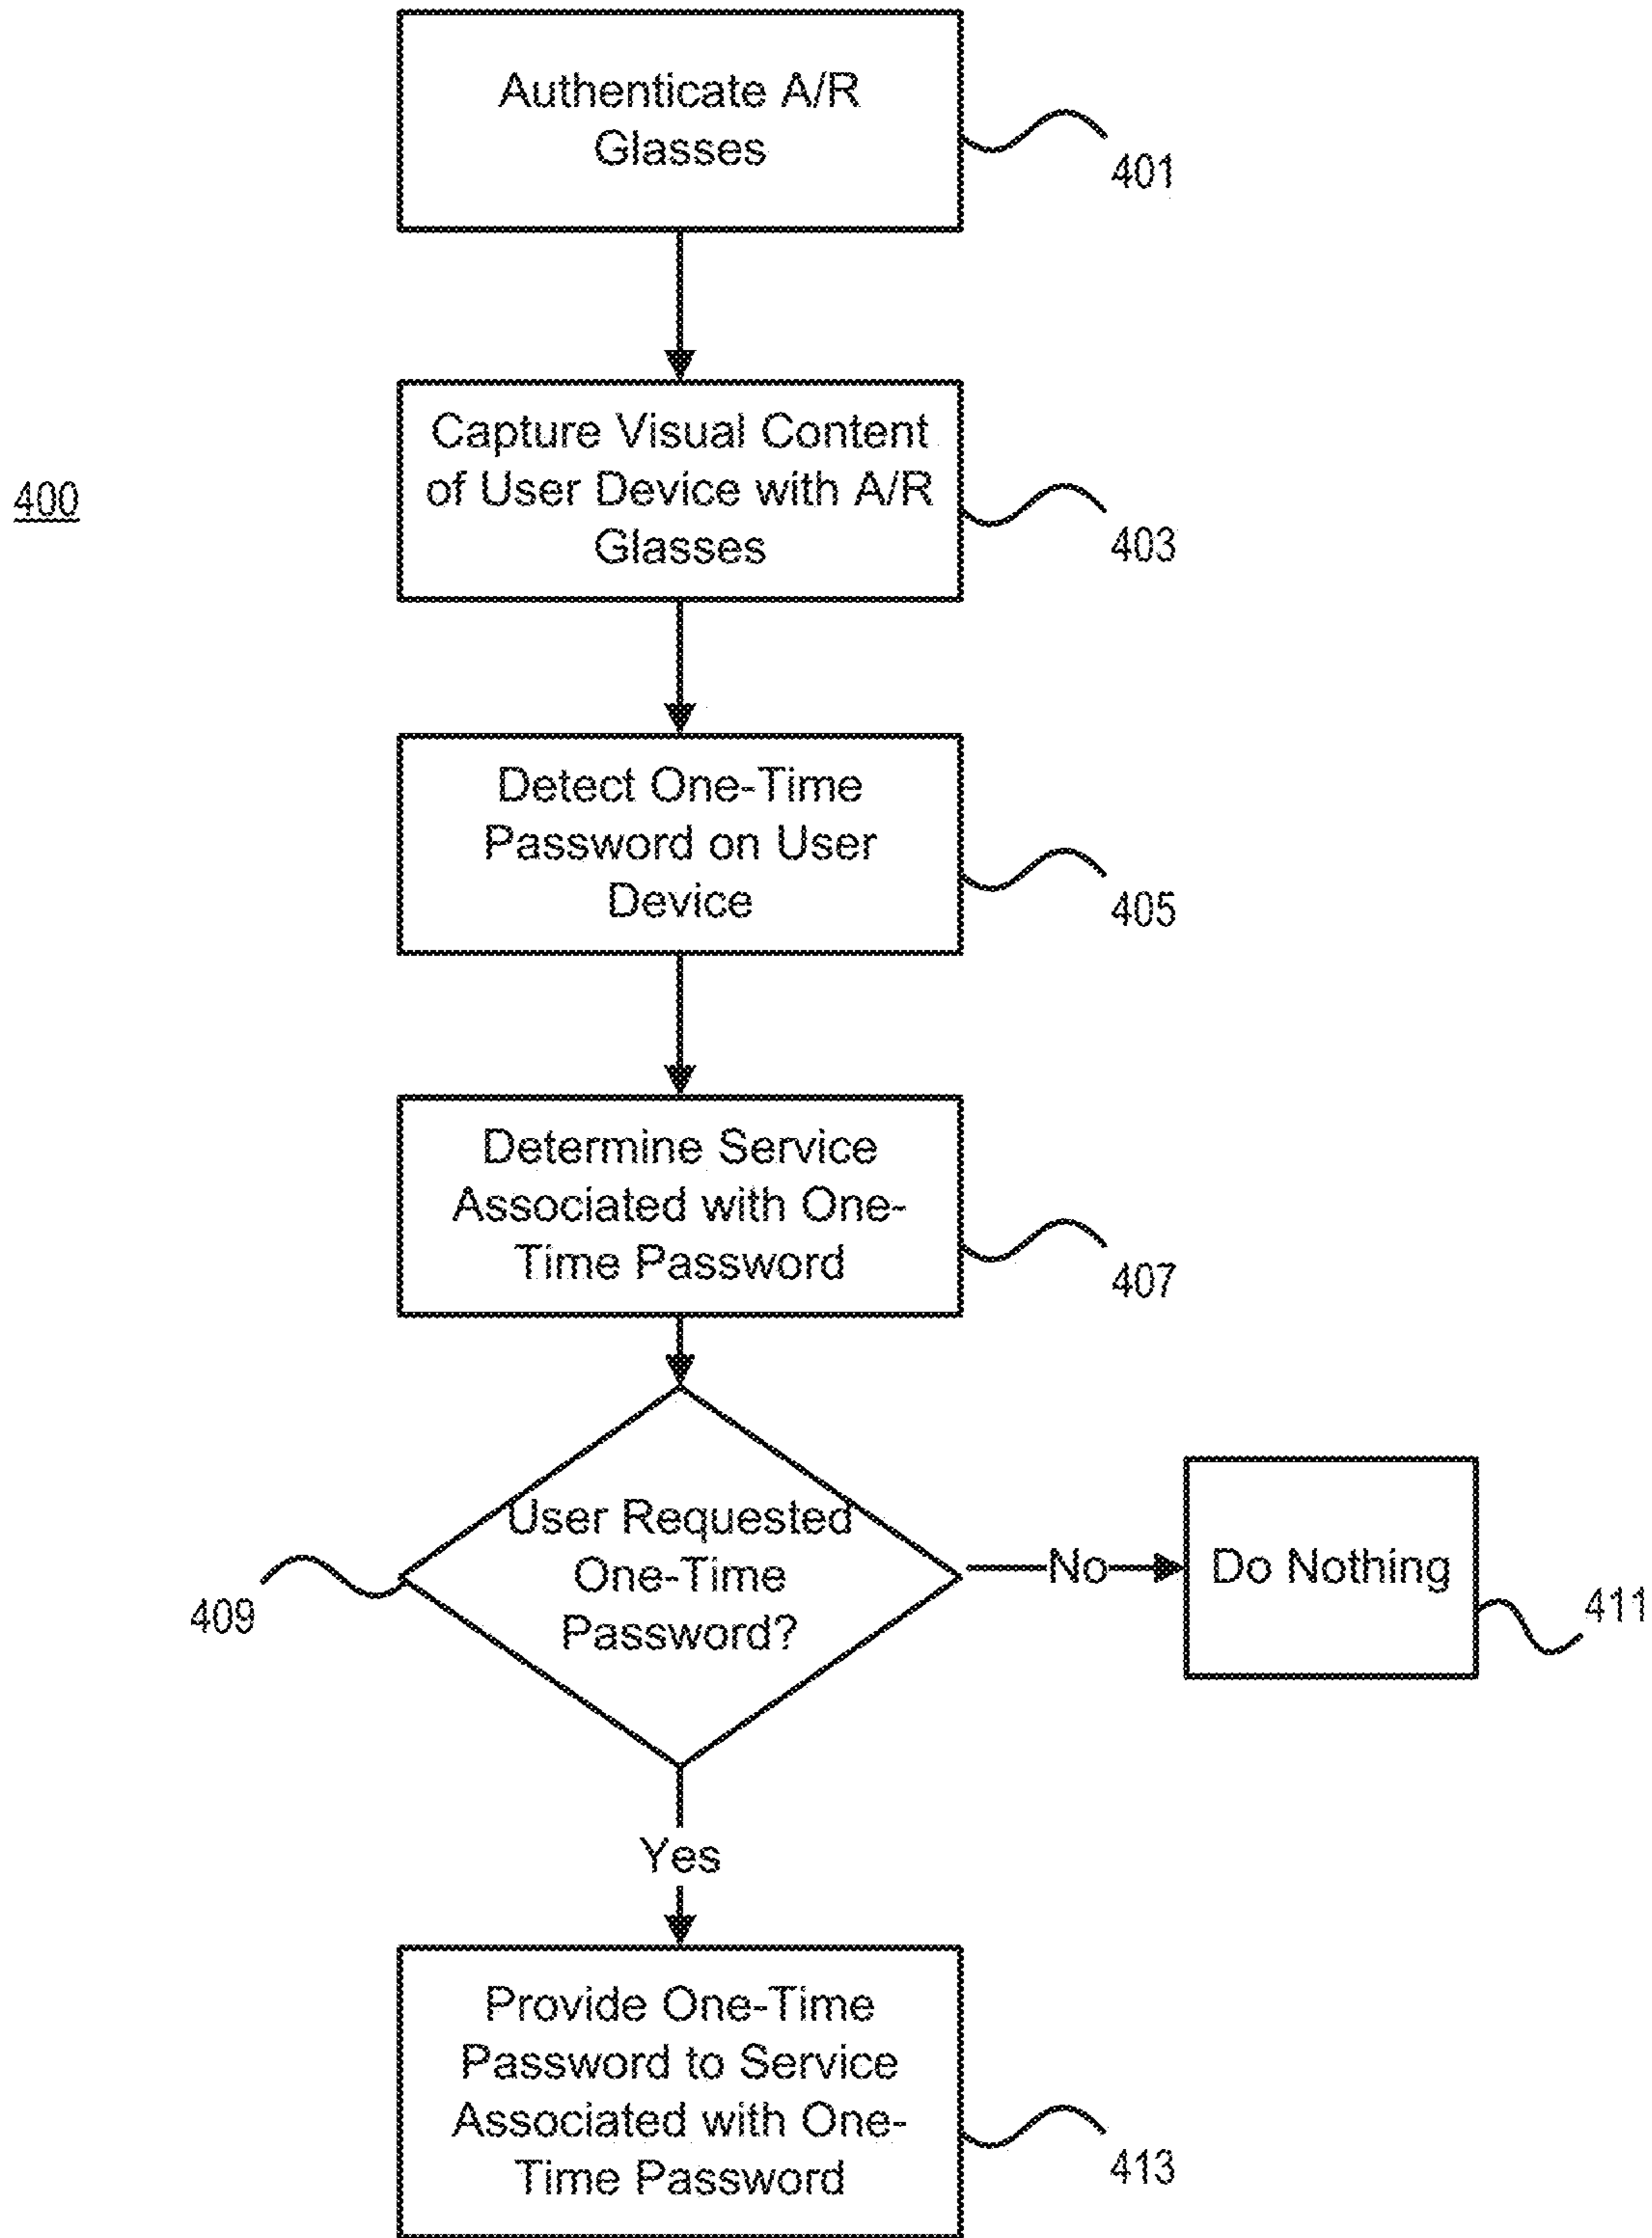 Authenticate A/R
Glasses
401
Capture Visual Content
of User Device with A/R
Glasses
400
403
Detect One-Time
Password on User
Device
405
Determine Service
Associated with One-
Time Password
407
User Requested
One-Time
Password?
No
Do Nothing
409
411
Yes
Provide One-Time
Password to Service
Associated with One-
Time Password
413